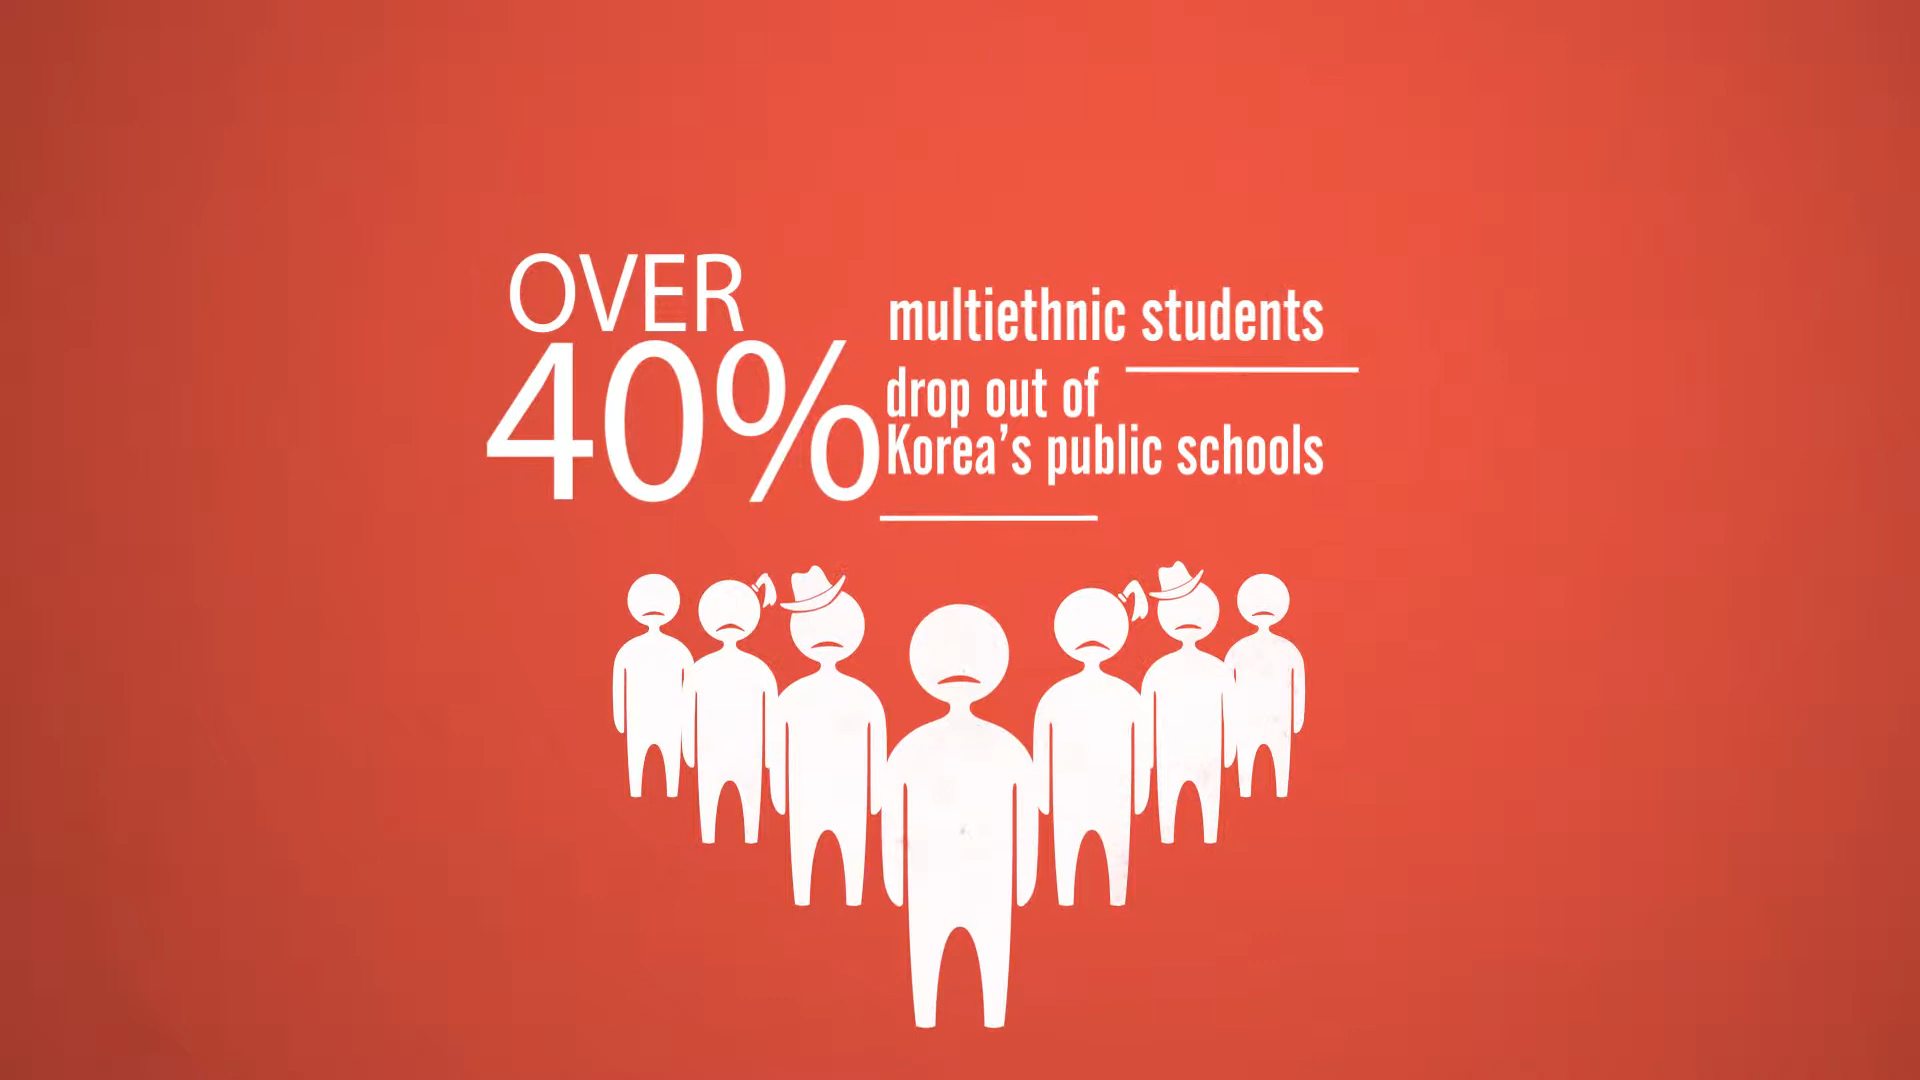 OVER
40%
multiethnic students
drop out of
Korea's public schools